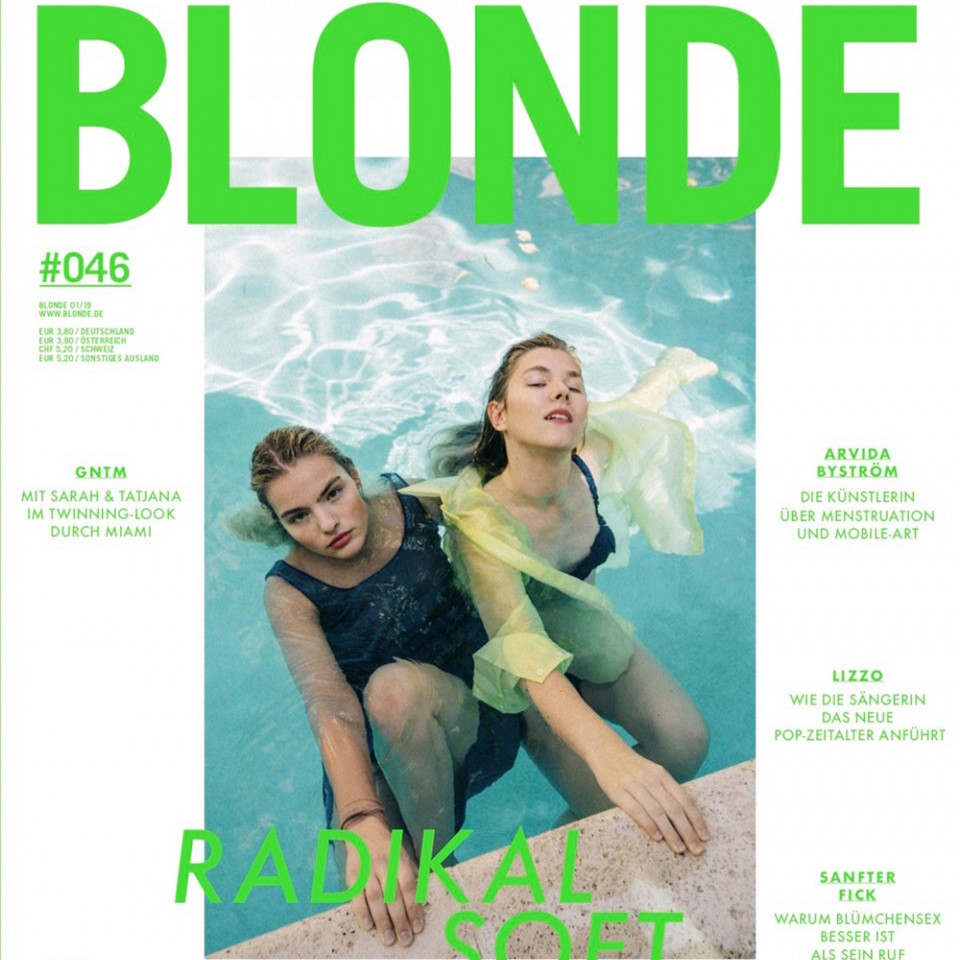 BLONDE
#046
BLONDE 01/19
WWW.BLONDE.DE
EUR 3,80 / DEUTSCHLAND
EUR 3,90 / ÖSTERREICH
CHF 5,20 / SCHWEIZ
EUR 5,20 / SONSTIGES AUSLAND
GNTM
MIT SARAH & TATJANA
IM TWINNING-LOOK
DURCH MIAMI
ARVIDA
BYSTRÖM
DIE KÜNSTLERIN
ÜBER MENSTRUATION
UND MOBILE-ART
LIZZO
WIE DIE SÄNGERIN
DAS NEUE
POP-ZEITALTER ANFÜHRT
SANFTER
FICK
WARUM BLÜMCHENSEX
BESSER IST
ALS SEIN RUF
RADIKAL
SOFT